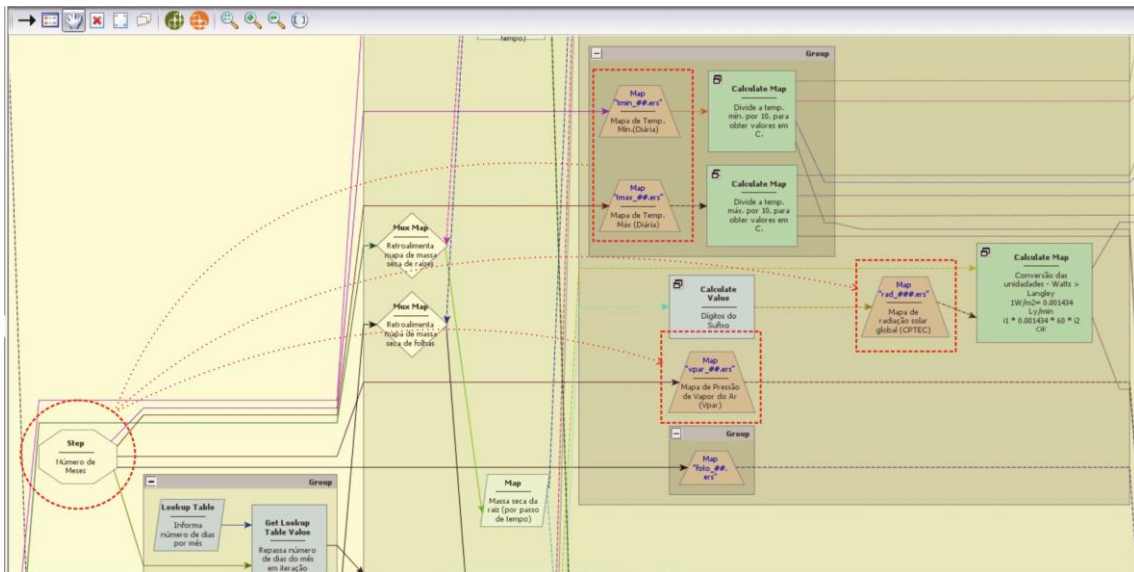 tempo)
Group
Map
"tmin_##.ers"
Mapa de Temp.
Mín.(Diária)
Calculate Map
Divide a temp.
mín. por 10. para
obter valores em
C.
Map
"tmax_##.ers"
Mapa de Temp.
Máx (Diária)
Calculate Map
Divide a temp.
máx. por 10. para
obter valores em
C.
Mux Map
Retroalimenta
mapa de massa
seca de raízes
Mux Map
Retroalimenta
mapa de massa
seca de folhas
Calculate
Value
Dígitos do
Sufixo
Map
"rad_###.ers"
Mapa de
radiação solar
global (CPTEC)
Calculate Map
Conversão das
unidadades - Watts >
Langley
1W/m2= 0.001434
Ly/min
i1 * 0.001434 * 60 * i2
OK
Map
"vpar_##.ers"
Mapa de Pressão
de Vapor do Ar
(Vpar)
Group
Map
"foto_##.
ers"
Step
Número de
Meses
Group
Lookup Table
Informa
número de dias
por mês
Get Lookup
Table Value
Repassa número
de dias do mês
em iteração
Map
Massa seca da
raiz (por passo
de tempo)